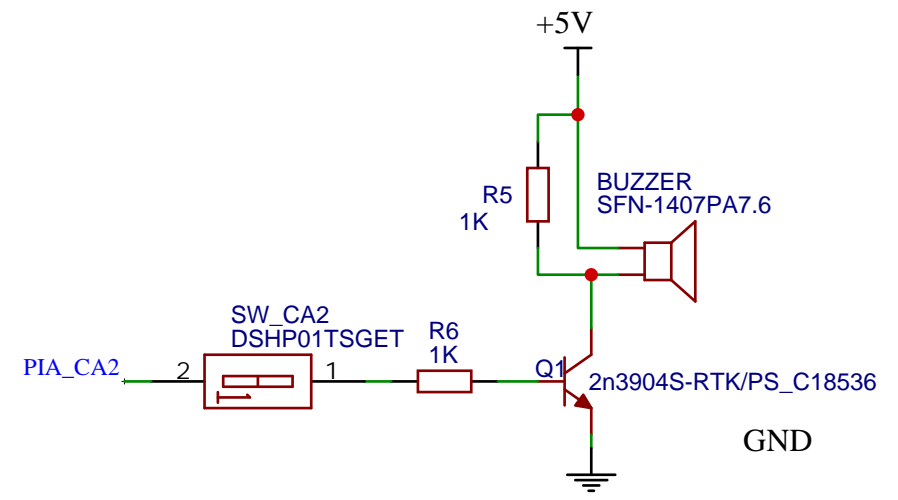 +5V
R5
1K
BUZZER
SFN-1407PA7.6
SW_CA2
DSHP01TSGET
R6
1K
PIA_CA2
2
1
Q1
2n3904S-RTK/PS_C18536
GND